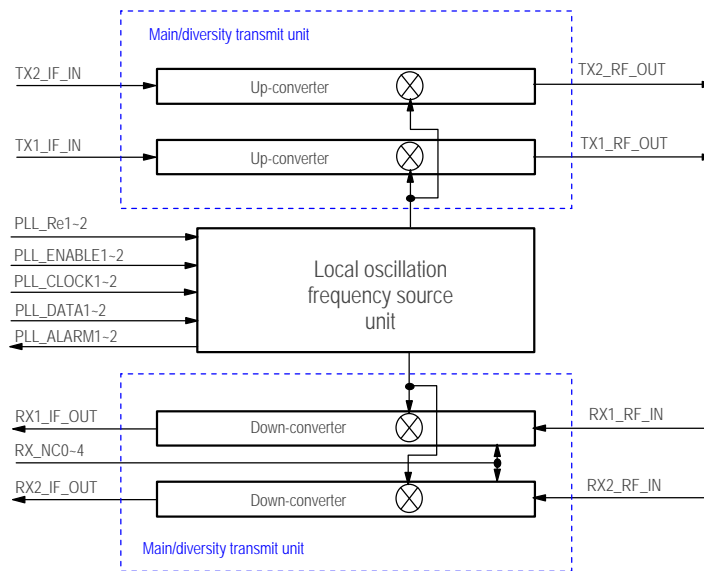 Main/diversity transmit unit
TX2_IF_IN
Up-converter
TX2_RF_OUT
TX1_IF_IN
Up-converter
TX1_RF_OUT
PLL_Re1~2
PLL_ENABLE1~2
PLL_CLOCK1~2
PLL_DATA1~2
PLL_ALARM1~2
Local oscillation
frequency source
unit
RX1_IF_OUT
Down-converter
RX1_RF_IN
RX_NC0~4
RX2_IF_OUT
Down-converter
RX2_RF_IN
Main/diversity transmit unit